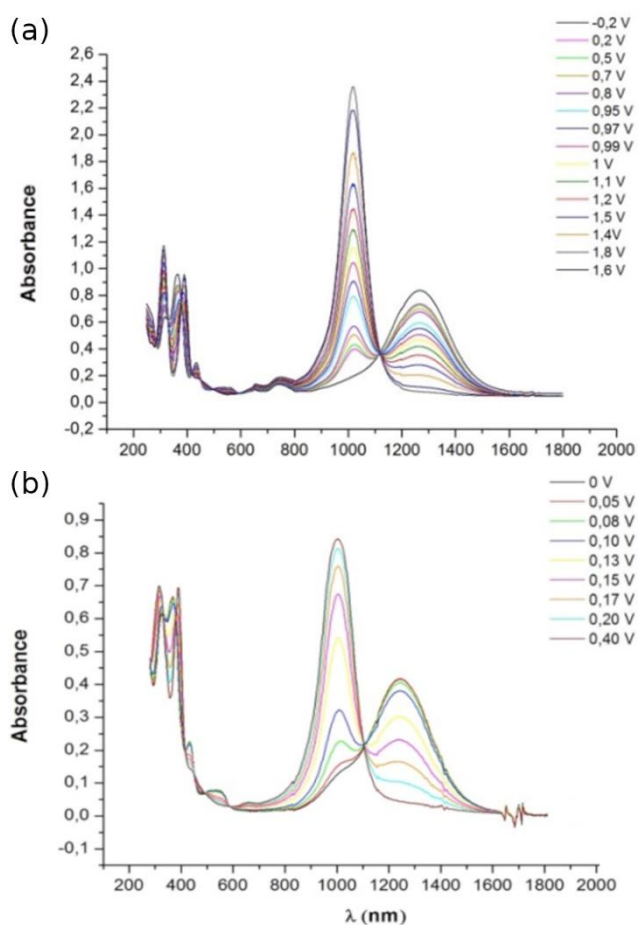 (a)
2,6
2,4
2,2
2,0
1,8
1,6
1,4
1,2
1,0
0,8
0,6
0,4
0,2
0,0
-0,2
Absorbance
200 400 600 800 1000 1200 1400 1600 1800 2000
-0,2 V
0,2 V
0,5 V
0,7 V
0,8 V
0,95 V
0,97 V
0,99 V
1 V
1,1 V
1,2 V
1,5 V
1,4V
1,8 V
1,6 V
(b)
0,9
0,8
0,7
0,6
0,5
0,4
0,3
0,2
0,1
0,0
-0,1
Absorbance
200 400 600 800 1000 1200 1400 1600 1800 2000
λ (nm)
0 V
0,05 V
0,08 V
0,10 V
0,13 V
0,15 V
0,17 V
0,20 V
0,40 V